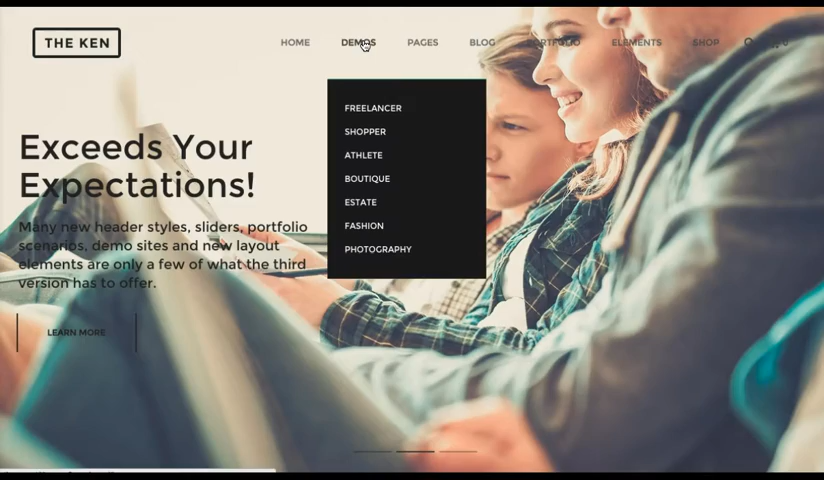 THE KEN
HOME
DEMOS
PAGES
BLOG
PORTFOLIO
ELEMENTS
SHOP
FREELANCER
SHOPPER
ATHLETE
BOUTIQUE
ESTATE
FASHION
PHOTOGRAPHY
Exceeds Your
Expectations!
Many new header styles, sliders, portfolio
scenarios, demo sites and new layout
elements are only a few of what the third
version has to offer.
LEARN MORE